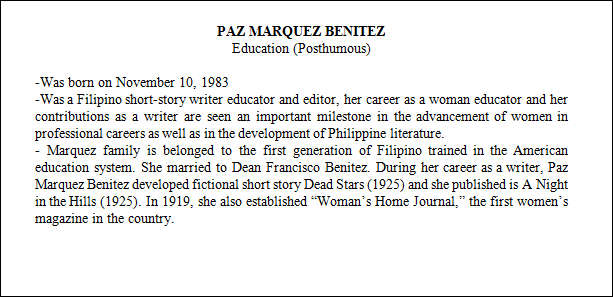 PAZ MARQUEZ BENITEZ
Education (Posthumous)
-Was born on November 10, 1983
-Was a Filipino short-story writer educator and editor, her career as a woman educator and her
contributions as a writer are seen an important milestone in the advancement of women in
professional careers as well as in the development of Philippine literature.
- Marquez family is belonged to the first generation of Filipino trained in the American
education system. She married to Dean Francisco Benitez. During her career as a writer, Paz
Marquez Benitez developed fictional short story Dead Stars (1925) and she published is A Night
in the Hills (1925). In 1919, she also established “Woman’s Home Journal,” the first women’s
magazine in the country.